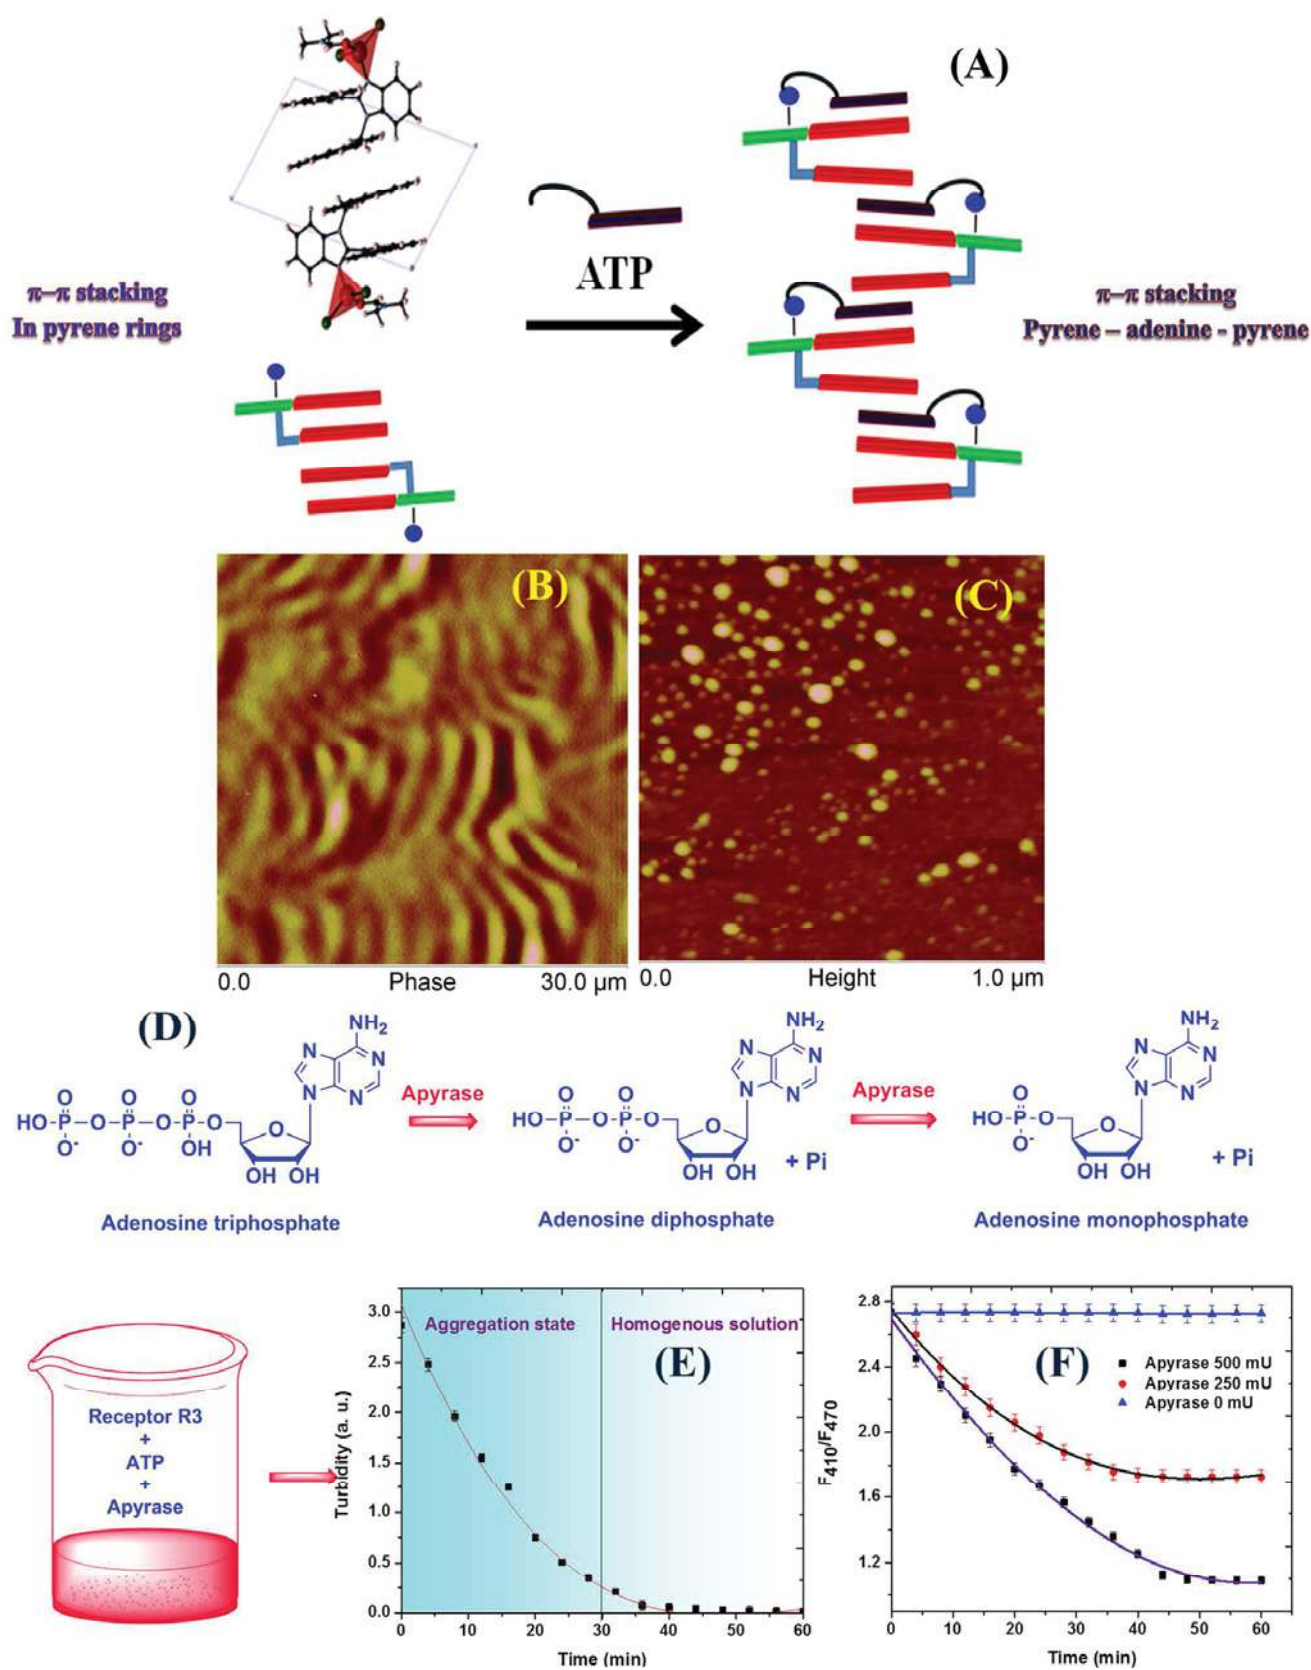 (A)
ATP
π–π stacking
In pyrene rings
π–π stacking
Pyrene – adenine - pyrene
(B)
(C)
0.0 Phase 30.0 µm
0.0 Height 1.0 µm
(D)
NH₂
N N
N N
O O O
HO-P-O-P-O-P-O O
O⁻ O⁻ OH
OH OH
Adenosine triphosphate
Apyrase
NH₂
N N
N N
O O
HO-P-O-P-O O
O⁻ O⁻
OH OH
+ Pi
Adenosine diphosphate
Apyrase
NH₂
N N
N N
O
HO-P-O O
O⁻
OH OH
+ Pi
Adenosine monophosphate
Receptor R3
+
ATP
+
Apyrase
Turbidity (a. u.)
3.0
2.5
2.0
1.5
1.0
0.5
0.0
Aggregation state
Homogenous solution
(E)
0 10 20 30 40 50 60
Time (min)
F₄₁₀/F₄₇₀
2.8
2.4
2.0
1.6
1.2
(F)
Apyrase 500 mU
Apyrase 250 mU
Apyrase 0 mU
0 10 20 30 40 50 60
Time (min)